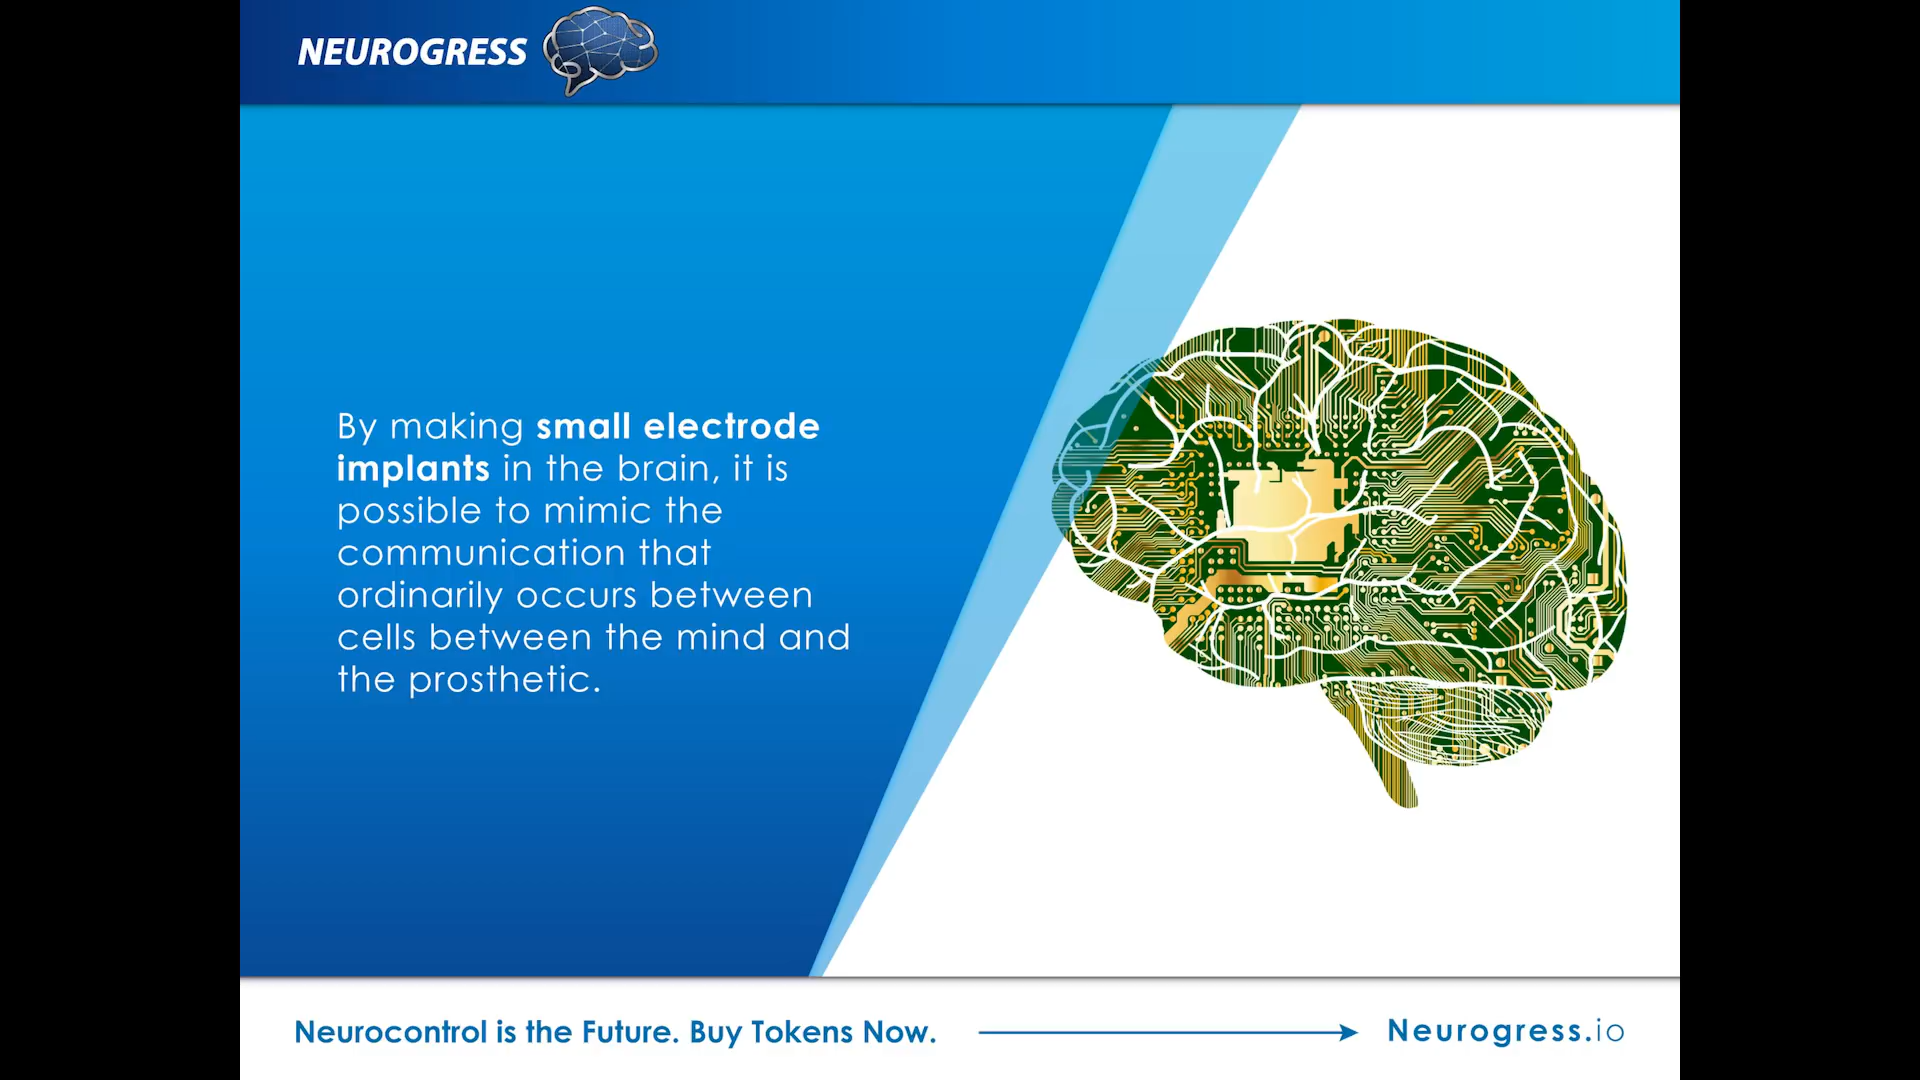 NEUROGRESS
By making small electrode
implants in the brain, it is
possible to mimic the
communication that
ordinarily occurs between
cells between the mind and
the prosthetic.
Neurocontrol is the Future. Buy Tokens Now.
Neurogress.io